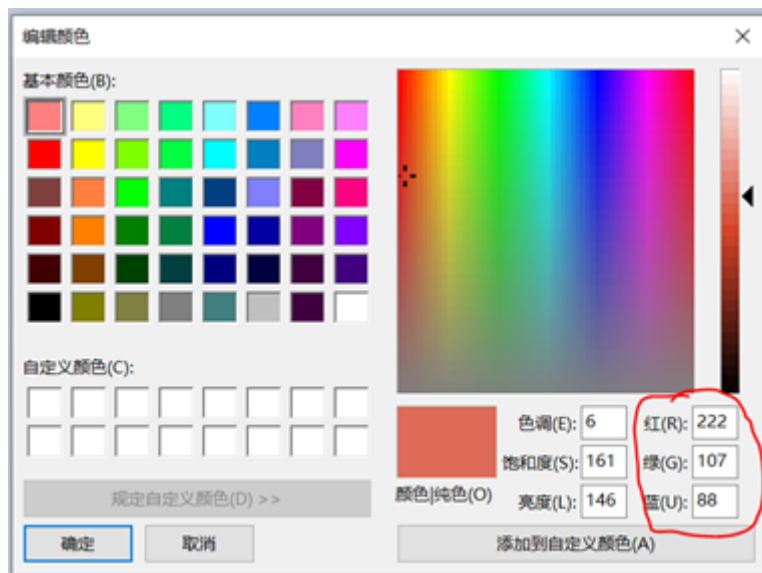 编辑颜色
基本颜色(B):
自定义颜色(C):
规定自定义颜色(D) >>
确定
取消
颜色|纯色(O)
色调(E): 6
饱和度(S): 161
亮度(L): 146
红(R): 222
绿(G): 107
蓝(U): 88
添加到自定义颜色(A)